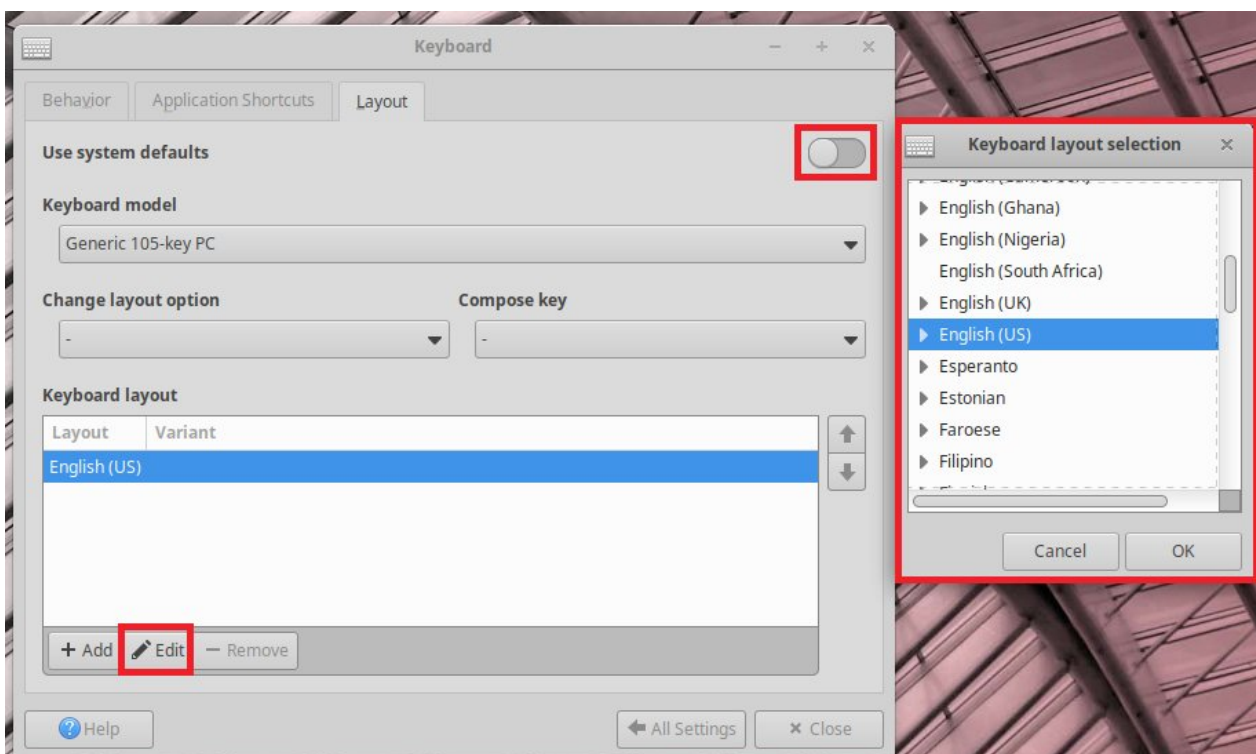 Keyboard
Behavior Application Shortcuts Layout
Use system defaults
Keyboard model
Generic 105-key PC
Change layout option Compose key
- -
Keyboard layout
Layout Variant
English (US)
+ Add Edit − Remove
Help All Settings × Close
Keyboard layout selection
English (Ghana)
English (Nigeria)
English (South Africa)
English (UK)
English (US)
Esperanto
Estonian
Faroese
Filipino
Cancel OK